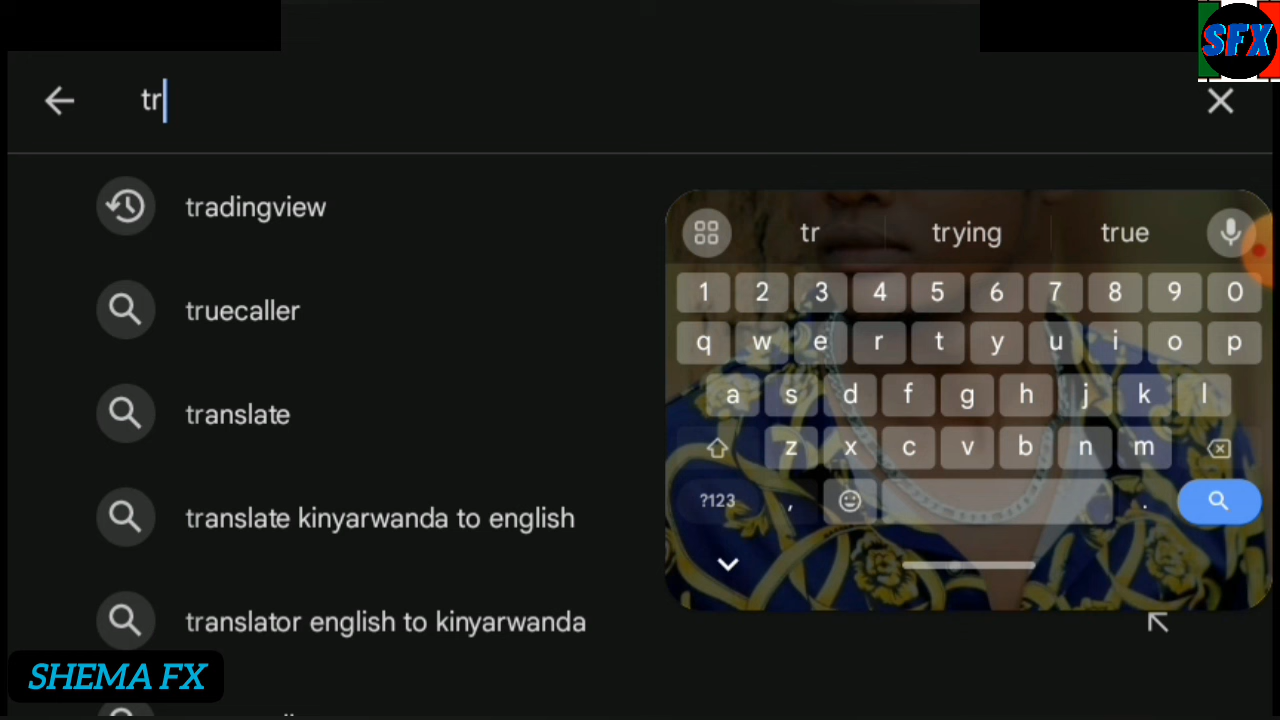 SFX
tr
tradingview
truecaller
translate
translate kinyarwanda to english
translator english to kinyarwanda
tr trying true
1 2 3 4 5 6 7 8 9 0
q w e r t y u i o p
a s d f g h j k l
z x c v b n m
?123 , .
SHEMA FX